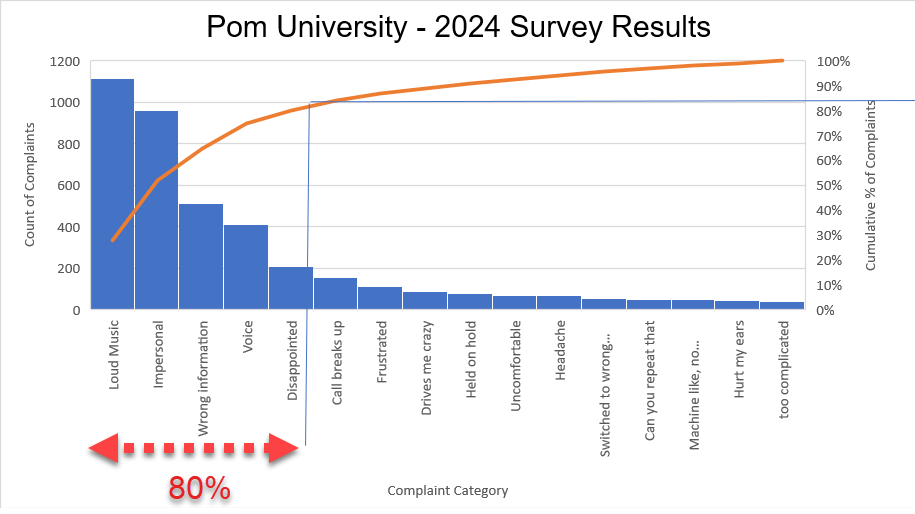 Pom University - 2024 Survey Results
1200
1000
800
600
400
200
0
Count of Complaints
100%
90%
80%
70%
60%
50%
40%
30%
20%
10%
0%
Cumulative % of Complaints
Loud Music
Impersonal
Wrong information
Voice
Disappointed
Call breaks up
Frustrated
Drives me crazy
Held on hold
Uncomfortable
Headache
Switched to wrong...
Can you repeat that
Machine like, no...
Hurt my ears
too complicated
80%
Complaint Category